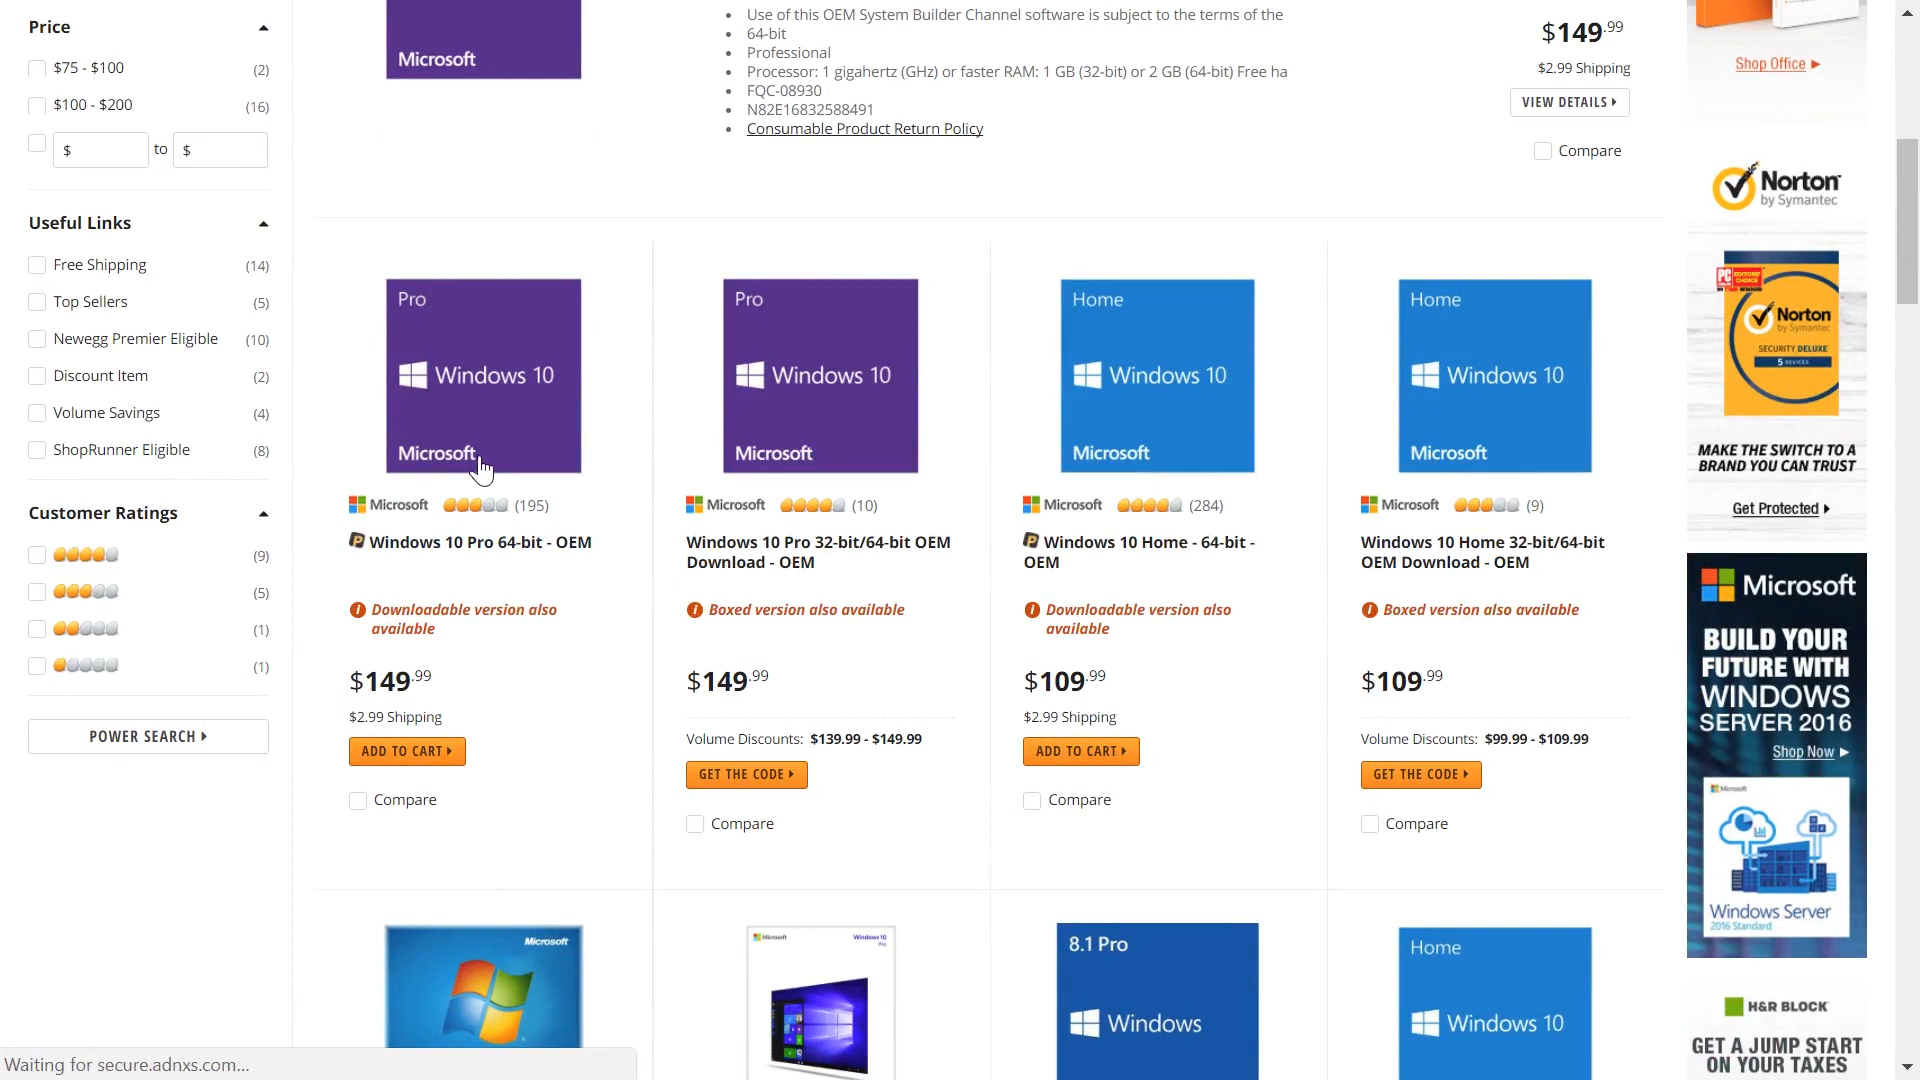 Price
$75 - $100
(2)
$100 - $200
(16)
$
to
$
Useful Links
Free Shipping
(14)
Top Sellers
(5)
Newegg Premier Eligible
(10)
Discount Item
(2)
Volume Savings
(4)
ShopRunner Eligible
(8)
Customer Ratings
(9)
(5)
(1)
(1)
POWER SEARCH
Microsoft
Use of this OEM System Builder Channel software is subject to the terms of the
64-bit
Professional
Processor: 1 gigahertz (GHz) or faster RAM: 1 GB (32-bit) or 2 GB (64-bit) Free ha
FQC-08930
N82E16832588491
Consumable Product Return Policy
$149.99
$2.99 Shipping
VIEW DETAILS
Compare
Pro
Windows 10
Microsoft
Microsoft
(195)
Windows 10 Pro 64-bit - OEM
Downloadable version also
available
$149.99
$2.99 Shipping
ADD TO CART
Compare
Pro
Windows 10
Microsoft
Microsoft
(10)
Windows 10 Pro 32-bit/64-bit OEM
Download - OEM
Boxed version also available
$149.99
Volume Discounts: $139.99 - $149.99
GET THE CODE
Compare
Home
Windows 10
Microsoft
Microsoft
(284)
Windows 10 Home - 64-bit -
OEM
Downloadable version also
available
$109.99
$2.99 Shipping
ADD TO CART
Compare
Home
Windows 10
Microsoft
Microsoft
(9)
Windows 10 Home 32-bit/64-bit
OEM Download - OEM
Boxed version also available
$109.99
Volume Discounts: $99.99 - $109.99
GET THE CODE
Compare
Microsoft
Microsoft
Windows 10
Pro
8.1 Pro
Windows
Home
Windows 10
Shop Office
Norton
by Symantec
PC
EDITORS'
CHOICE
Norton
by Symantec
SECURITY DELUXE
5 DEVICES
MAKE THE SWITCH TO A
BRAND YOU CAN TRUST
Get Protected
Microsoft
BUILD YOUR
FUTURE WITH
WINDOWS
SERVER 2016
Shop Now
Microsoft
Windows Server
2016 Standard
H&R BLOCK
GET A JUMP START
ON YOUR TAXES
Waiting for secure.adnxs.com...